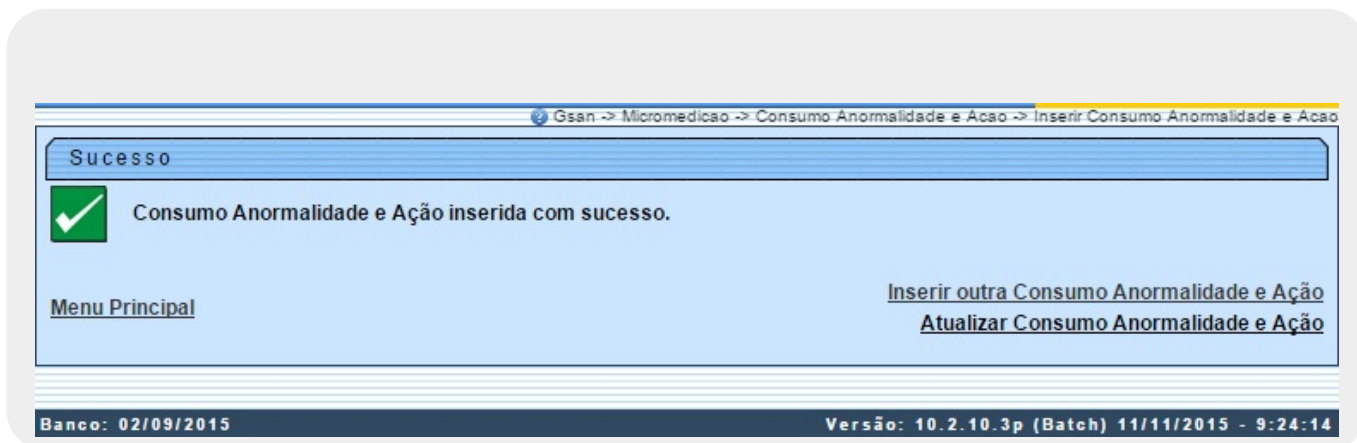 Gsan -> Micromedicao -> Consumo Anormalidade e Acao -> Inserir Consumo Anormalidade e Acao
Sucesso
Consumo Anormalidade e Ação inserida com sucesso.
Inserir outra Consumo Anormalidade e Ação
Menu Principal
Atualizar Consumo Anormalidade e Ação
Banco: 02/09/2015 Versão: 10.2.10.3p (Batch) 11/11/2015 - 9:24:14